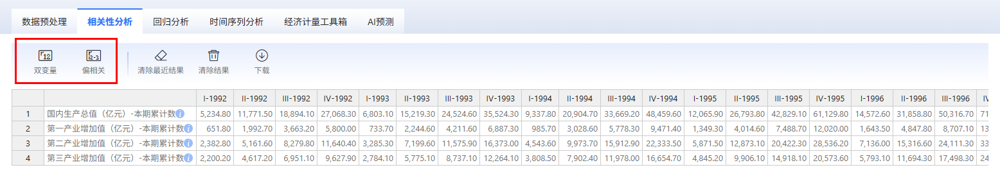 数据预处理 相关性分析 回归分析 时间序列分析 经济计量工具箱 AI预测
r12 r12-3
双变量 偏相关 清除最近结果 清除结果 下载
I-1992 II-1992 III-1992 IV-1992 I-1993 II-1993 III-1993 IV-1993 I-1994 II-1994 III-1994 IV-1994 I-1995 II-1995 III-1995 IV-1995 I-1996 II-1996 III-1996 IV
1 国内生产总值（亿元）-本期累计数 i 5,234.80 11,771.50 18,894.10 27,068.30 6,803.10 15,219.30 24,524.60 35,524.30 9,337.80 20,904.70 33,669.20 48,459.60 12,065.90 26,793.80 42,829.10 61,129.80 14,572.60 31,858.80 50,316.70 71
2 第一产业增加值（亿元）-本期累计数 i 651.80 1,992.70 3,663.20 5,800.00 733.70 2,244.60 4,211.60 6,887.30 985.70 3,028.60 5,778.30 9,471.40 1,349.30 4,014.60 7,488.70 12,020.00 1,643.50 4,847.80 8,707.10 13
3 第二产业增加值（亿元）-本期累计数 i 2,382.80 5,161.60 8,279.80 11,640.40 3,285.30 7,199.60 11,575.90 16,373.00 4,543.60 9,973.70 15,912.90 22,333.50 5,871.50 12,873.10 20,422.30 28,536.20 7,136.00 15,316.60 24,111.30 33
4 第三产业增加值（亿元）-本期累计数 i 2,200.20 4,617.20 6,951.10 9,627.90 2,784.10 5,775.10 8,737.10 12,264.10 3,808.50 7,902.40 11,978.00 16,654.70 4,845.20 9,906.10 14,918.10 20,573.60 5,793.10 11,694.30 17,498.30 24